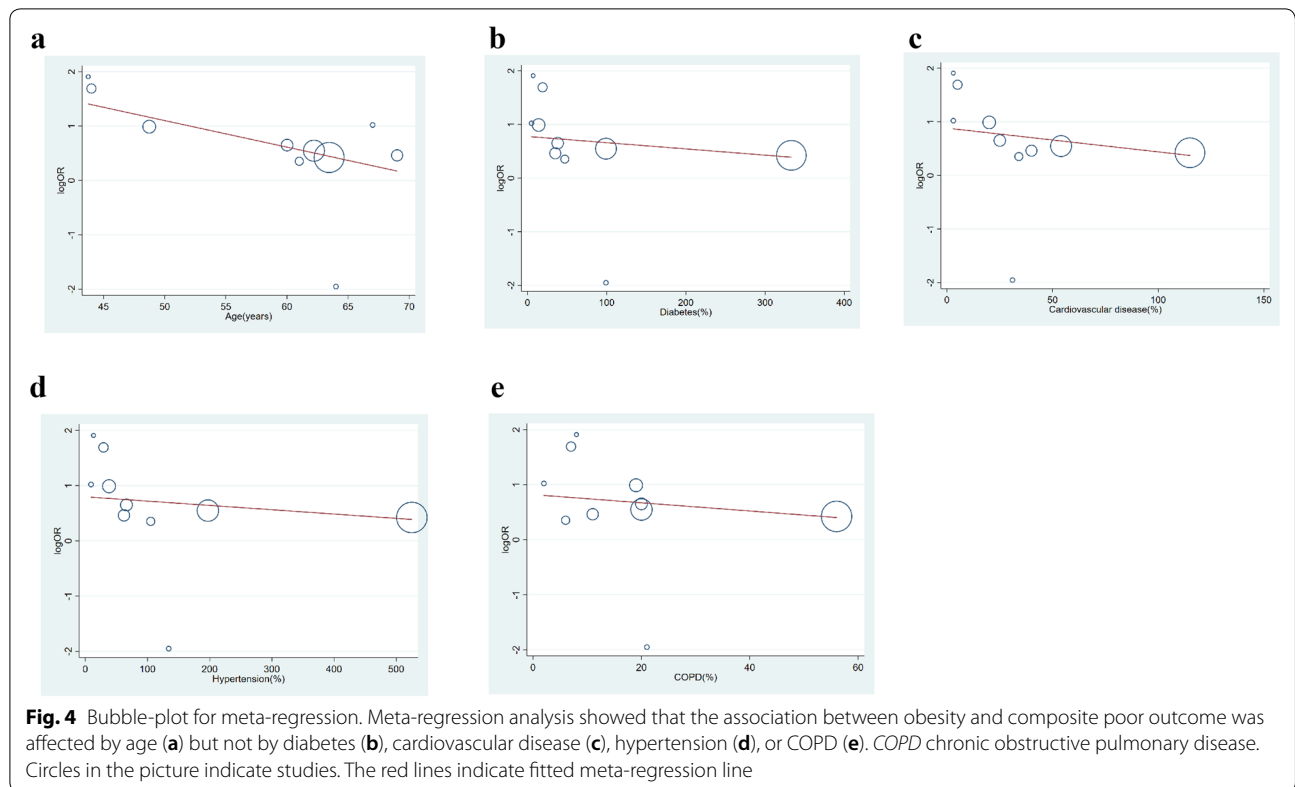 a
2
1
0
-1
-2
logOR
45 50 55 60 65 70
Age(years)
b
2
1
0
-1
-2
logOR
0 100 200 300 400
Diabetes(%)
c
2
1
0
-1
-2
logOR
0 50 100 150
Cardiovascular disease(%)
d
2
1
0
-1
-2
logOR
0 100 200 300 400 500
Hypertension(%)
e
2
1
0
-1
-2
logOR
0 20 40 60
COPD(%)
Fig. 4 Bubble-plot for meta-regression. Meta-regression analysis showed that the association between obesity and composite poor outcome was
affected by age (a) but not by diabetes (b), cardiovascular disease (c), hypertension (d), or COPD (e). COPD chronic obstructive pulmonary disease.
Circles in the picture indicate studies. The red lines indicate fitted meta-regression line